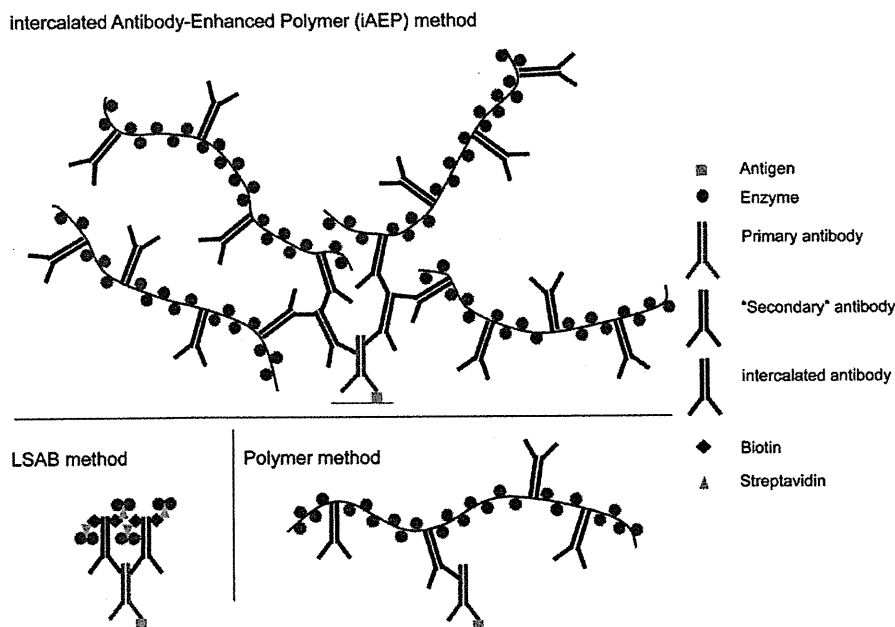 intercalated Antibody-Enhanced Polymer (iAEP) method
Antigen
Enzyme
Primary antibody
"Secondary" antibody
intercalated antibody
Biotin
Streptavidin
LSAB method
Polymer method